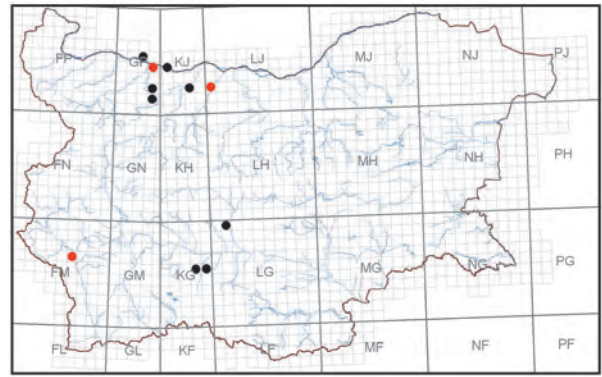 FP GP KJ LJ MJ NJ PJ
FN GN KH LH MH NH PH
FM GM KG LG MG NG PG
FL GL KF LF MF NF PF